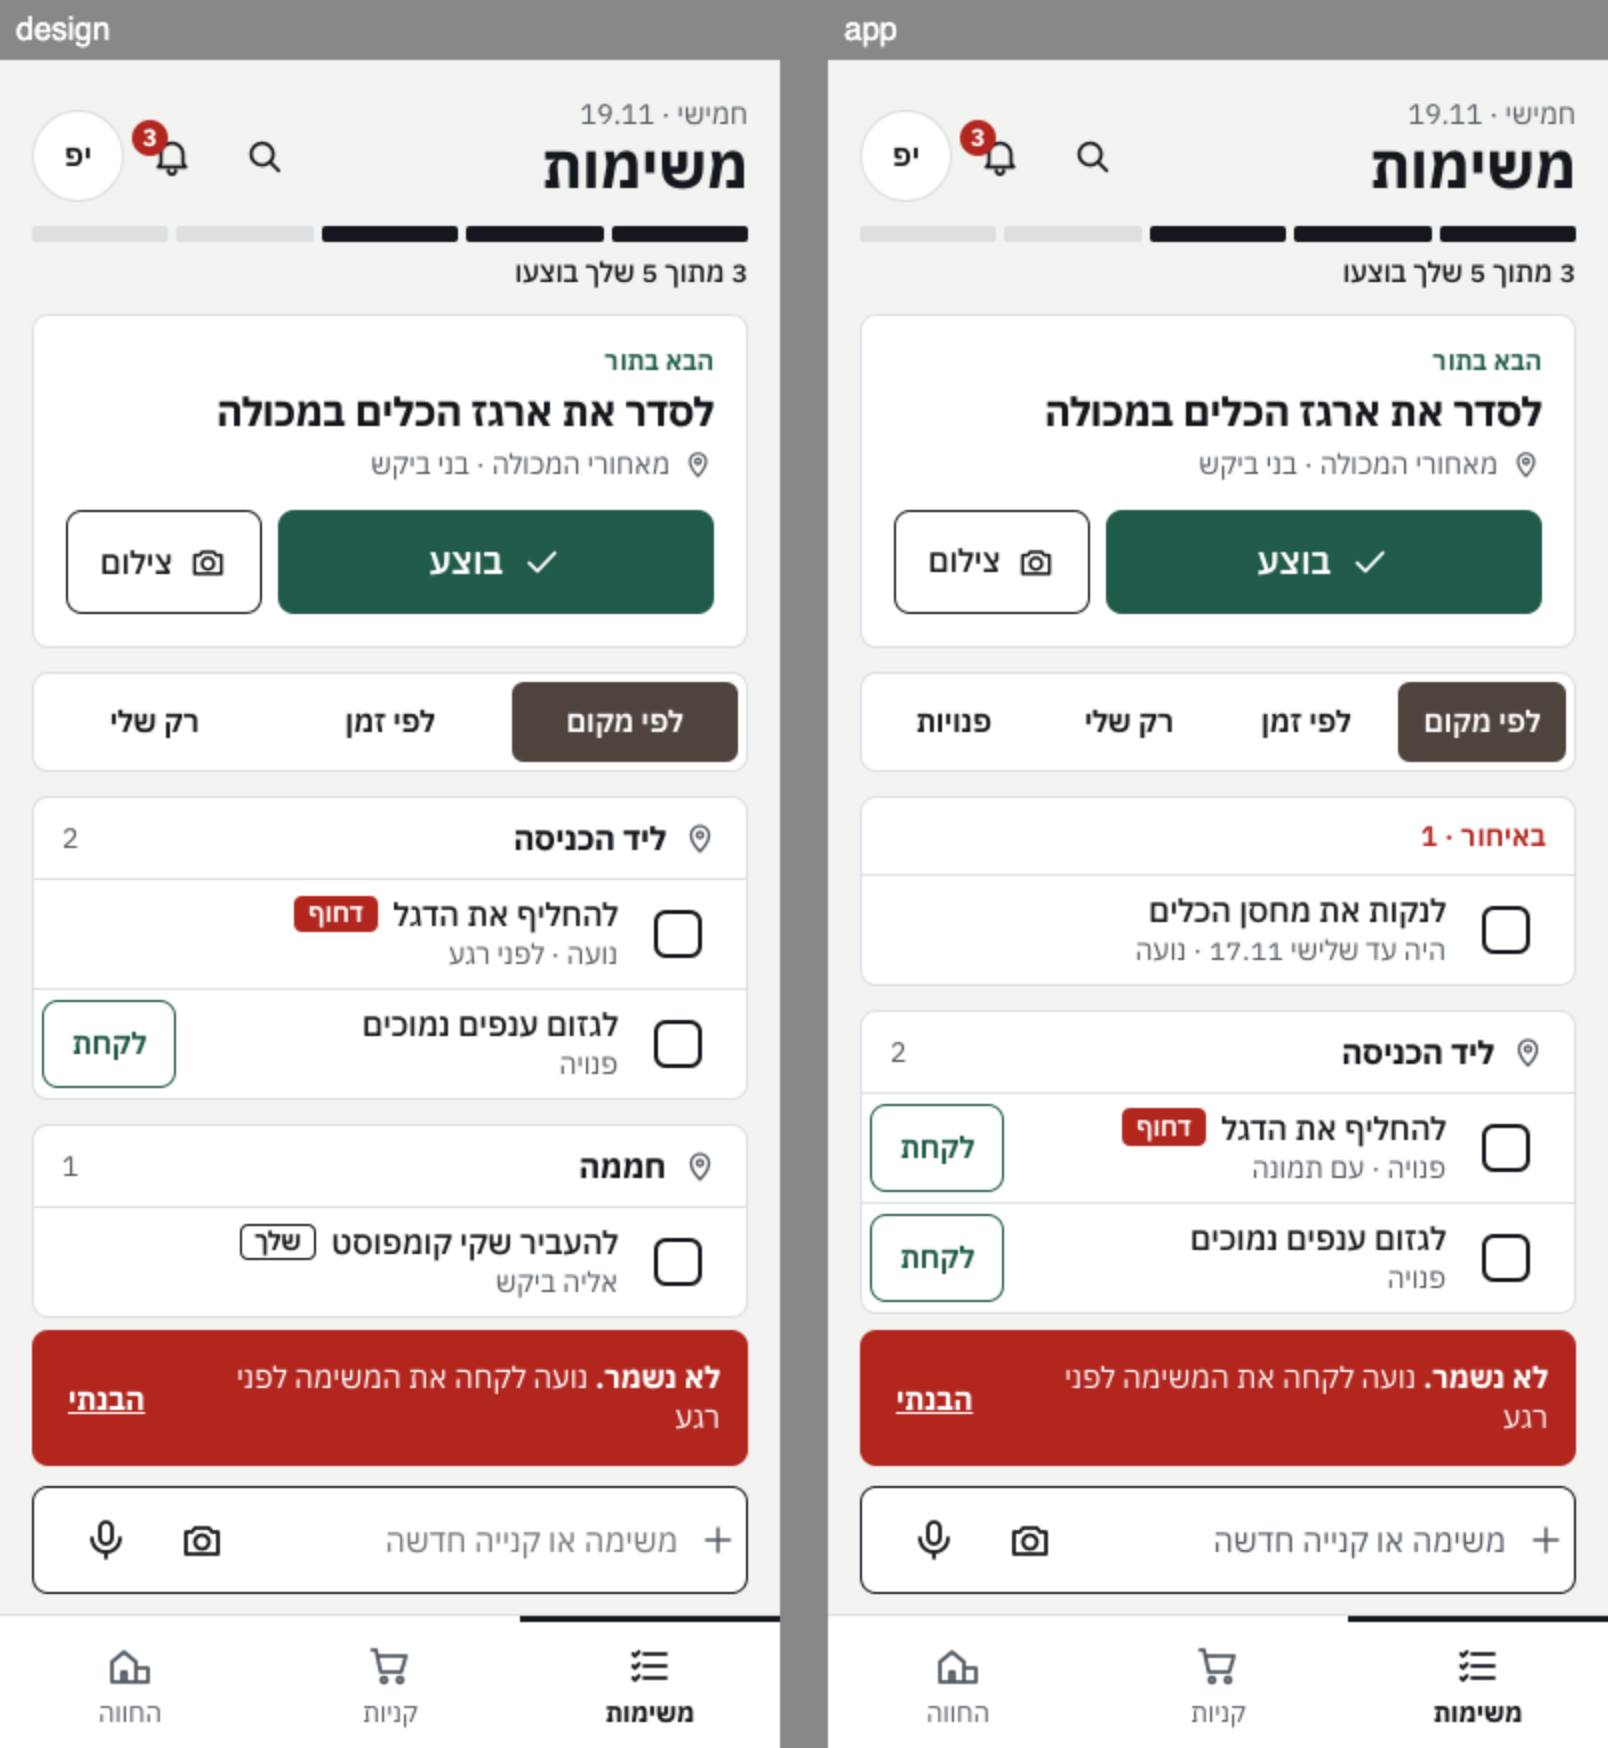 design
חמישי · 19.11
משימות
3
יפ
3 מתוך 5 שלך בוצעו
הבא בתור
לסדר את ארגז הכלים במכולה
מאחורי המכולה · בני ביקש
בוצע
צילום
לפי מקום
לפי זמן
רק שלי
ליד הכניסה
2
להחליף את הדגל דחוף
נועה · לפני רגע
לגזום ענפים נמוכים
פנויה
לקחת
חממה
1
להעביר שקי קומפוסט שלך
אליה ביקש
לא נשמר. נועה לקחה את המשימה לפני
רגע
הבנתי
משימה או קנייה חדשה
משימות
קניות
החווה
app
חמישי · 19.11
משימות
3
יפ
3 מתוך 5 שלך בוצעו
הבא בתור
לסדר את ארגז הכלים במכולה
מאחורי המכולה · בני ביקש
בוצע
צילום
לפי מקום
לפי זמן
רק שלי
פנויות
באיחור · 1
לנקות את מחסן הכלים
היה עד שלישי 17.11 · נועה
ליד הכניסה
2
להחליף את הדגל דחוף
פנויה · עם תמונה
לקחת
לגזום ענפים נמוכים
פנויה
לקחת
לא נשמר. נועה לקחה את המשימה לפני
רגע
הבנתי
משימה או קנייה חדשה
משימות
קניות
החווה